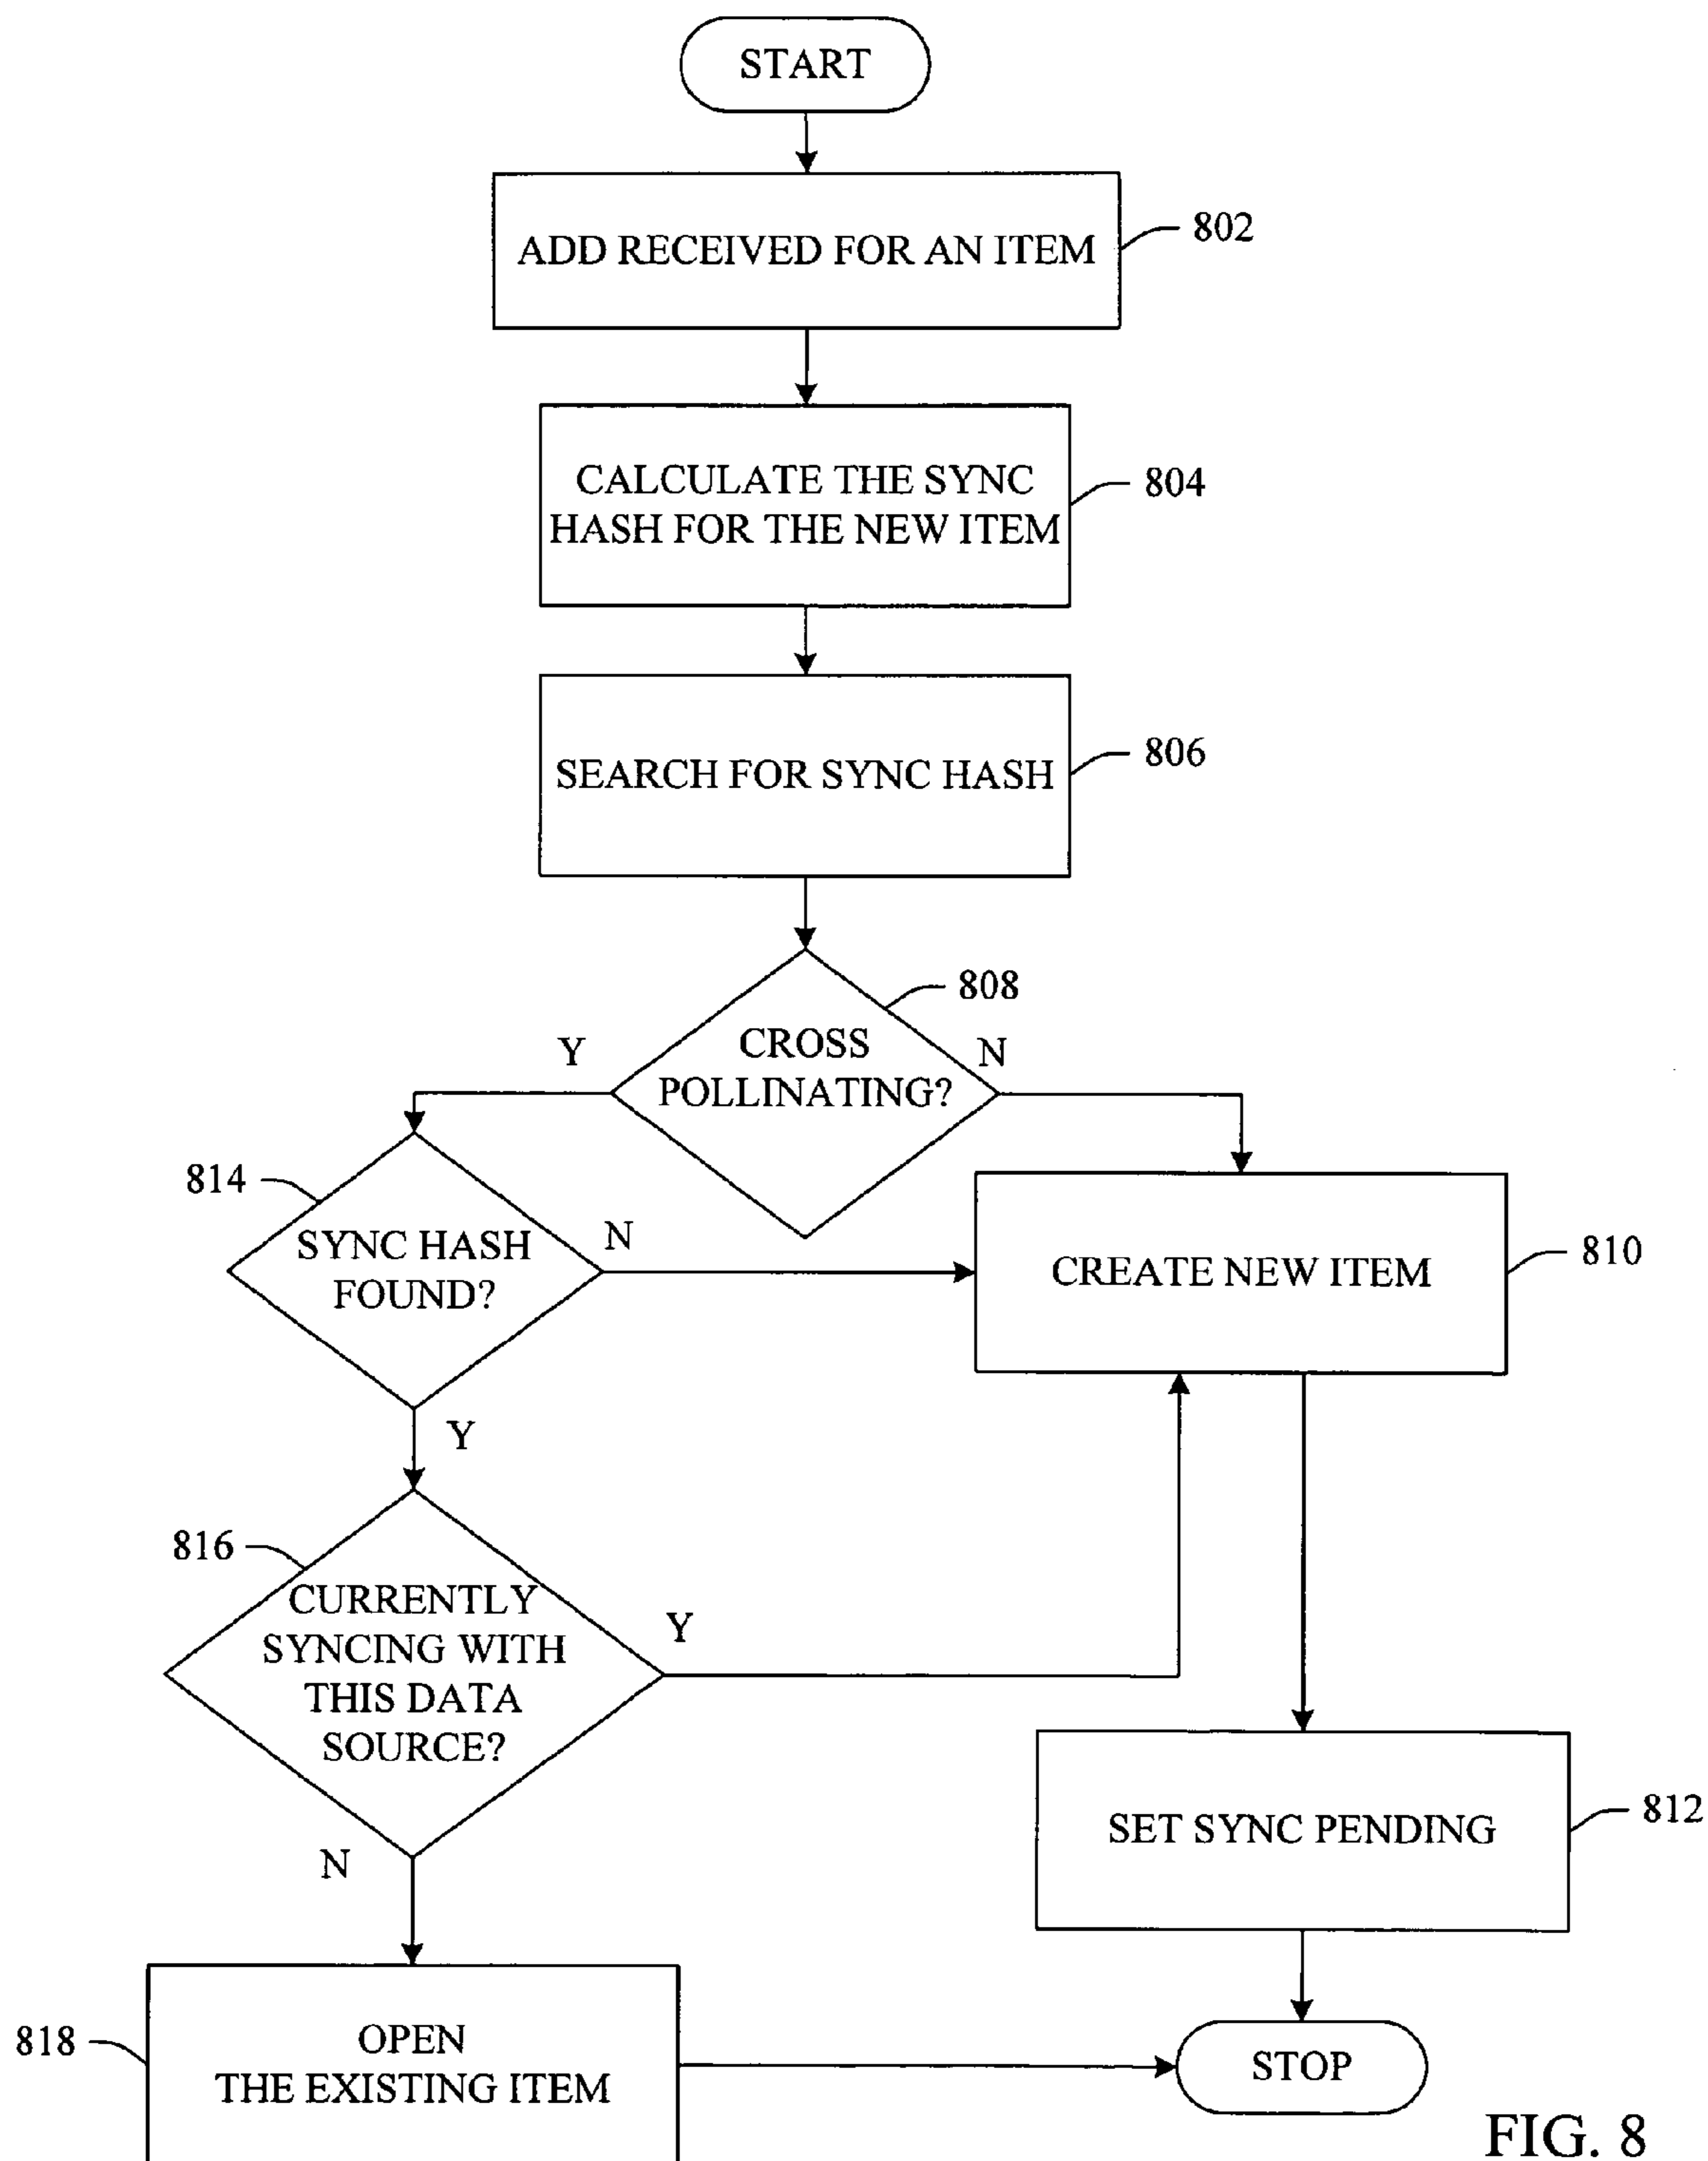 START
ADD RECEIVED FOR AN ITEM
802
CALCULATE THE SYNC
HASH FOR THE NEW ITEM
804
SEARCH FOR SYNC HASH
806
808
CROSS
POLLINATING?
Y
N
814
SYNC HASH
FOUND?
N
Y
CREATE NEW ITEM
810
816
CURRENTLY
SYNCING WITH
THIS DATA
SOURCE?
Y
N
SET SYNC PENDING
812
818
OPEN
THE EXISTING ITEM
STOP
FIG. 8